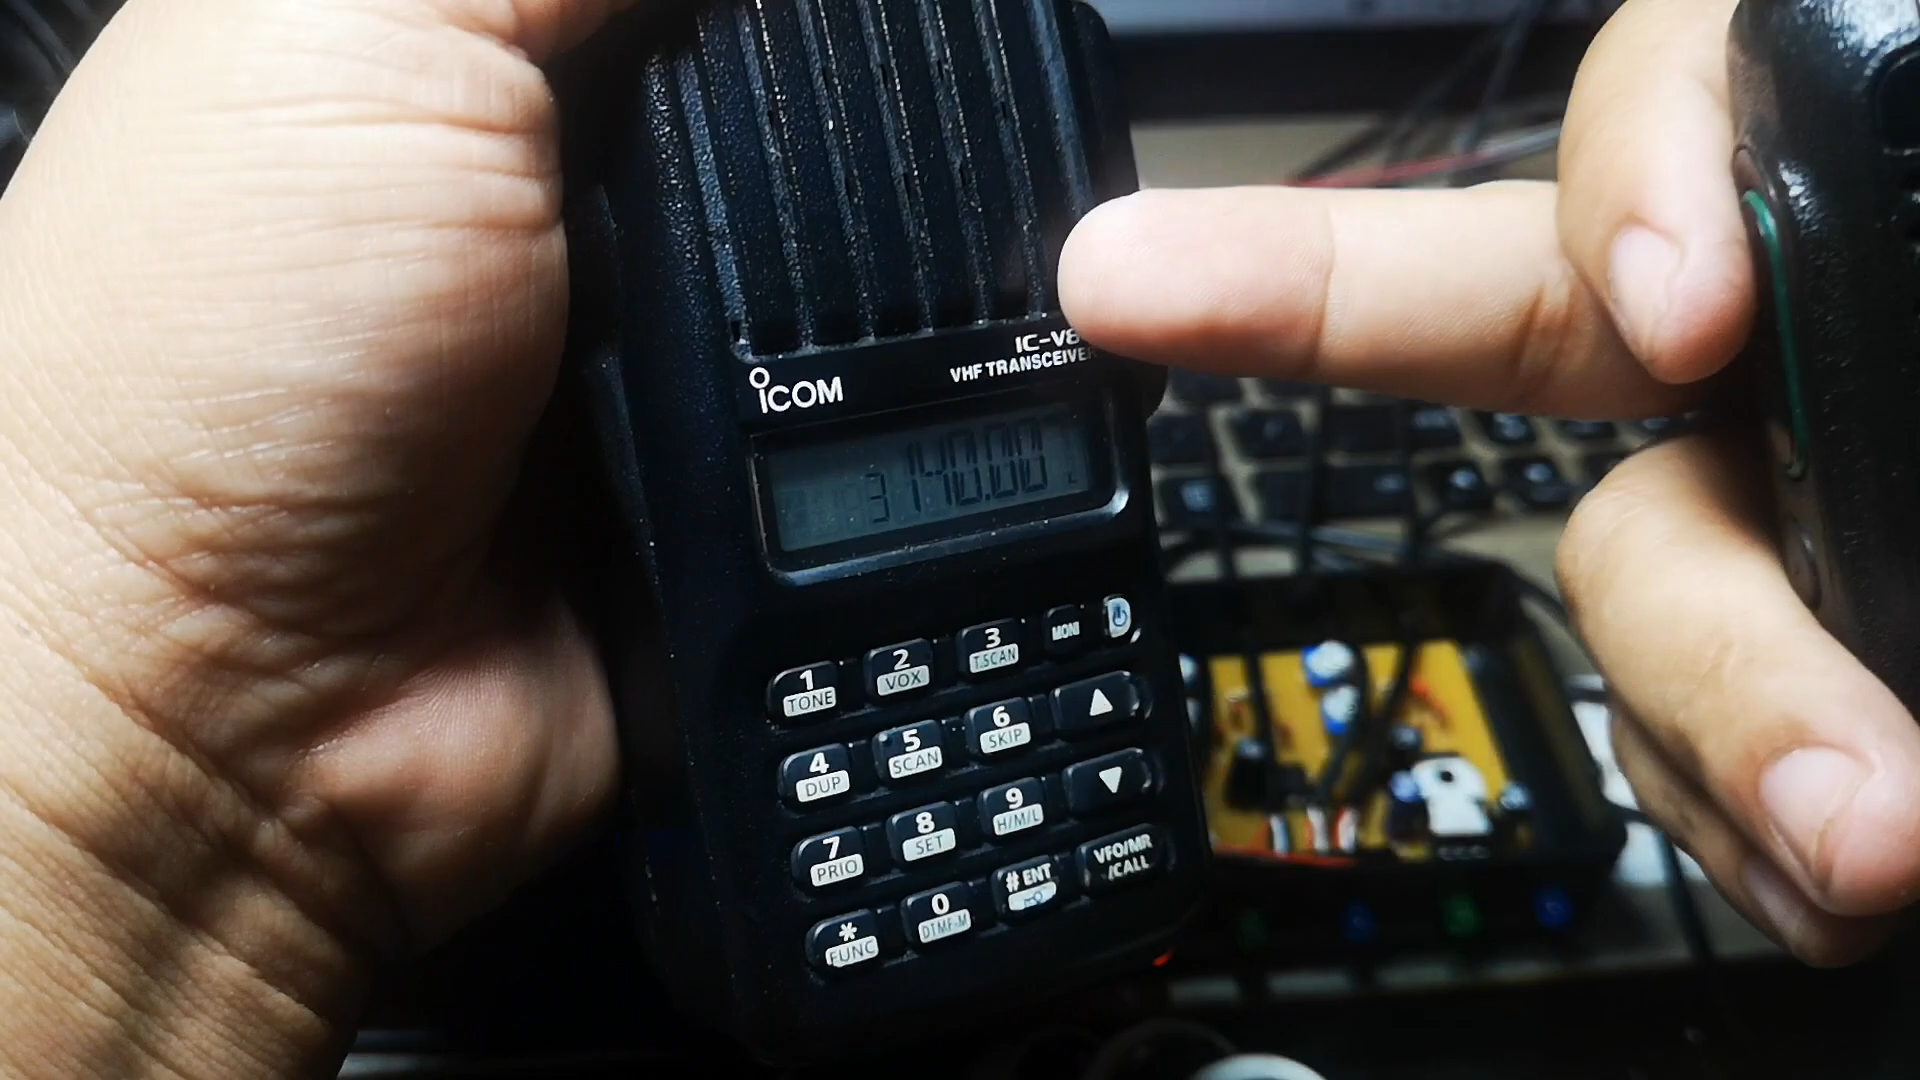 IC-V8
VHF TRANSCEIVER
ICOM
3 140.00
1 2 3 MONI
TONE VOX T.SCAN
4 5 6
DUP SCAN SKIP
7 8 9 VFO/MR
PRIO SET H/M/L /CALL
* 0 # ENT
FUNC DTMF-M